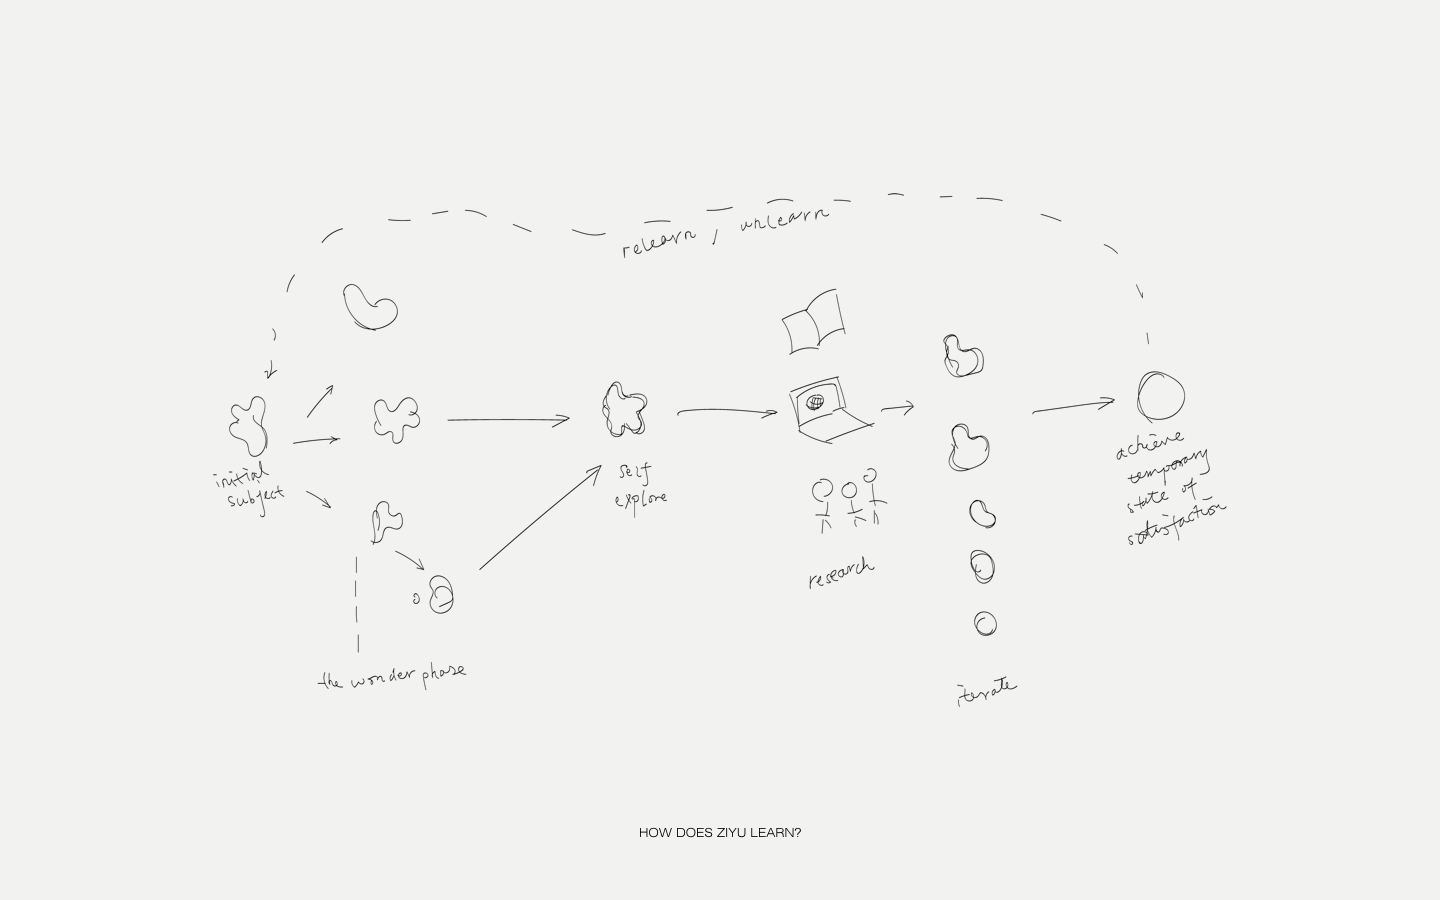 relearn, unlearn
initial
subject
the wonder phase
self
explore
research
iterate
achieve
temporary
state of
satisfaction
HOW DOES ZIYU LEARN?